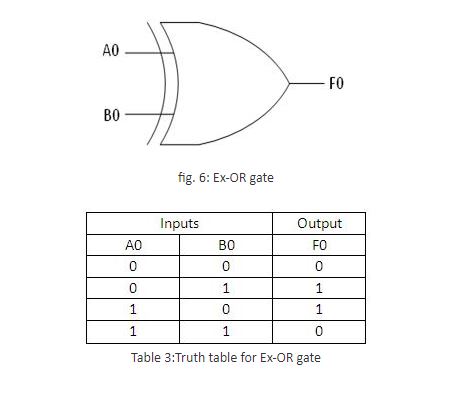 A0
F0
B0
fig. 6: Ex-OR gate
Inputs Output
A0 B0 F0
0 0 0
0 1 1
1 0 1
1 1 0
Table 3:Truth table for Ex-OR gate